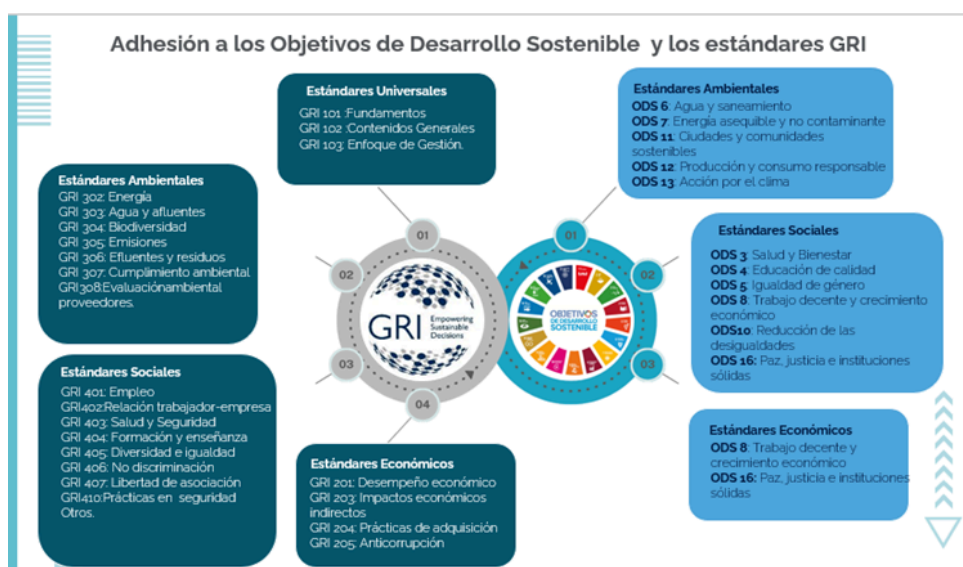 Adhesión a los Objetivos de Desarrollo Sostenible y los estándares GRI
Estándares Universales
GRI 101 :Fundamentos
GRI 102 :Contenidos Generales
GRI 103: Enfoque de Gestión.
Estándares Ambientales
GRI 302: Energía
GRI 303: Agua y afluentes
GRI 304: Biodiversidad
GRI 305: Emisiones
GRI 306: Efluentes y residuos
GRI 307: Cumplimiento ambiental
GRI308:Evaluaciónambiental
proveedores.
Estándares Sociales
GRI 401: Empleo
GRI402:Relación trabajador-empresa
GRI 403: Salud y Seguridad
GRI 404: Formación y enseñanza
GRI 405: Diversidad e igualdad
GRI 406: No discriminación
GRI 407: Libertad de asociación
GRI410:Prácticas en seguridad
Otros.
Estándares Económicos
GRI 201: Desempeño económico
GRI 203: Impactos económicos
indirectos
GRI 204: Prácticas de adquisición
GRI 205: Anticorrupción
01
02
03
04
GRI
Empowering
Sustainable
Decisions
01
02
03
OBJETIVOS
DE DESARROLLO
SOSTENIBLE
Estándares Ambientales
ODS 6: Agua y saneamiento
ODS 7: Energía asequible y no contaminante
ODS 11: Ciudades y comunidades
sostenibles
ODS 12: Producción y consumo responsable
ODS 13: Acción por el clima
Estándares Sociales
ODS 3: Salud y Bienestar
ODS 4: Educación de calidad
ODS 5: Igualdad de género
ODS 8: Trabajo decente y crecimiento
económico
ODS10: Reducción de las
desigualdades
ODS 16: Paz, justicia e instituciones
sólidas
Estándares Económicos
ODS 8: Trabajo decente y
crecimiento económico
ODS 16: Paz, justicia e instituciones
sólidas